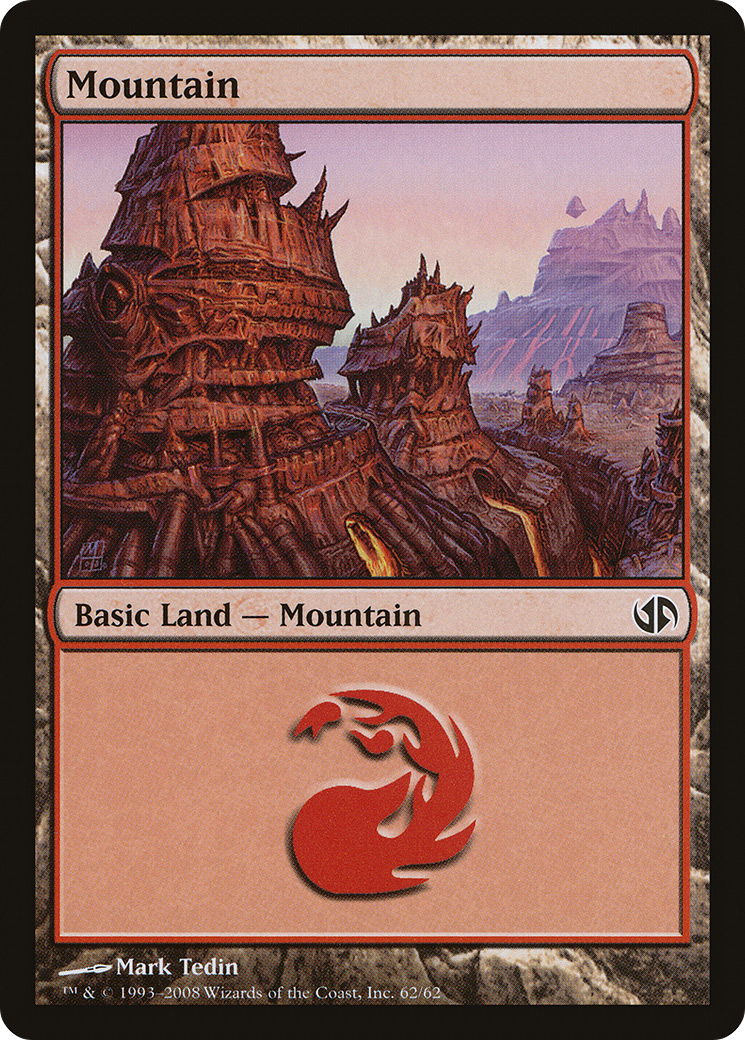 Mountain
Basic Land — Mountain
Mark Tedin
™ & © 1993–2008 Wizards of the Coast, Inc. 62/62